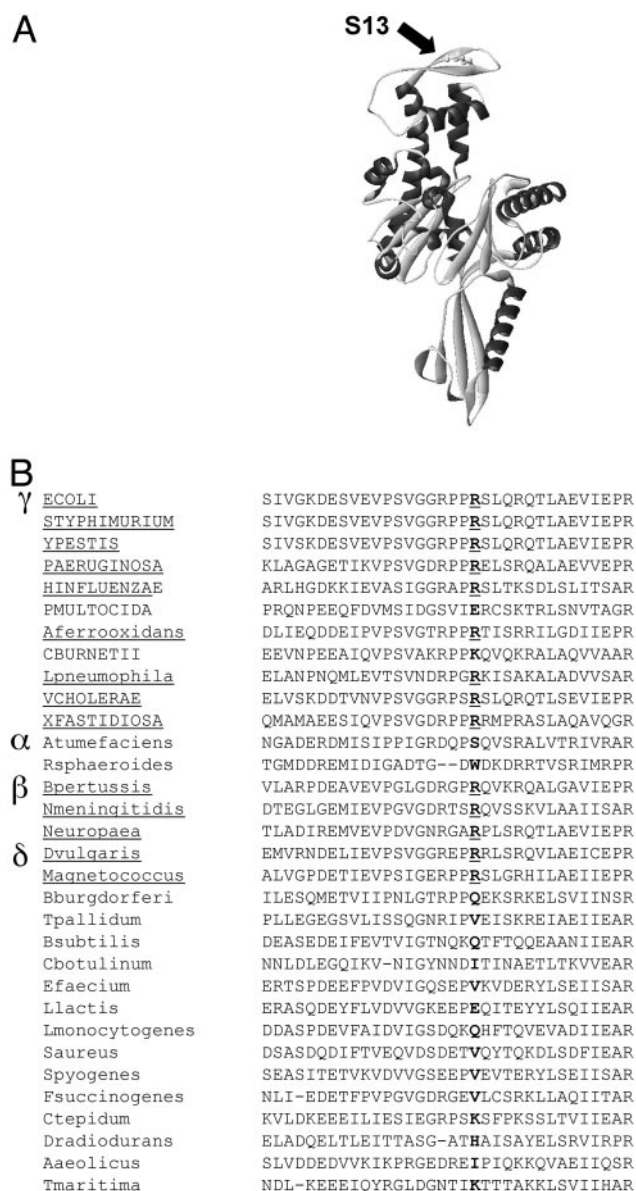 A
S13
B
γ ECOLI SIVGKDESVEVPSVGGRPPRSLQRQTLAEVIEPR
STYPHIMURIUM SIVGKDESVEVPSVGGRPPRSLQRQTLAEVIEPR
YPESTIS SIVSKDESVEVPSVGGRPPRSLQRQTLAEVIEPR
PAERUGINOSA KLAGAGETIKVPSVGDRPPRELSRQALAEVVEPR
HINFLUENZAE ARLHGDKKIEVASIGGRAPRSLTKSDLSLITSAR
PMULTOCIDA PRQNPEEQFDVMSIDGSVIERCSKTRLSNVTAGR
Aferrooxidans DLIEQDDEIPVPSVGTRPPRTISRRILGDIIEPR
CBURNETII EEVNPEEAIQVPSVAKRPPKQVQKRALAQVVAAR
Lpneumophila ELANPNQMLEVTSVNDRPGRKISAKALADVVSAR
VCHOLERAE ELVSKDDTVNVPSVGGRPPRSLQRQTLSEVIEPR
XFASTIDIOSA QMAMAEESIQVPSVGDRPPRRMPRASLAQAVQGR
α Atumefaciens NGADERDMISIPPIGRDQPSQVSRALVTRIVRAR
Rsphaeroides TGMDDREMIDIGADTG--DWDKDRRTVSRIMRPR
β Bpertussis VLARPDEAVEVPGLGDRGPRQVKRQALGAVIEPR
Nmeningitidis DTEGLGEMIEVPGVGDRTSRQVSSKVLAAIISAR
Neuropaea TLADIREMVEVPDVGNRGARPLSRQTLAEVIEPR
δ Dvulgaris EMVRNDELIEVPSVGGREPRRLSRQVLAEICEPR
Magnetococcus ALVGPDETIEVPSIGERPPRSLGRHILAEIIEPR
Bburgdorferi ILESQMETVIIPNLGTRPPQEKSRKELSVIINSR
Tpallidum PLLEGEGSVLISSQGNRIPVEISKREIAEIIEAR
Bsubtilis DEASEDEIFEVTVIGTNQKQTFTQQEAANIIEAR
Cbotulinum NNLDLEGQIKV-NIGYNNDITINAETLTKVVEAR
Efaecium ERTSPDEEFPVDVIGQSEPVKVDERYLSEIISAR
Llactis ERASQDEYFLVDVVGKEEPEQITEYYLSQIIEAR
Lmonocytogenes DDASPDEVFAIDVIGSDQKQHFTQVEVADIIEAR
Saureus DSASDQDIFTVEQVDSDETVQYTQKDLSDFIEAR
Spyogenes SEASITETVKVDVVGSEEPVEVTERYLSEIISAR
Fsuccinogenes NLI-EDETFPVPGVGDRGEVLCSRKLLAQIITAR
Ctepidum KVLDKEEEILIESIEGRPSKSFPKSSLTVIIEAR
Dradiodurans ELADQELTLEITTASG-ATHAISAYELSRVIRPR
Aaeolicus SLVDDEDVVKIKPRGEDREIPIQKKQVAEIIQSR
Tmaritima NDL-KEEEIOYRGLDGNTIKTTTAKKLSVIIHAR